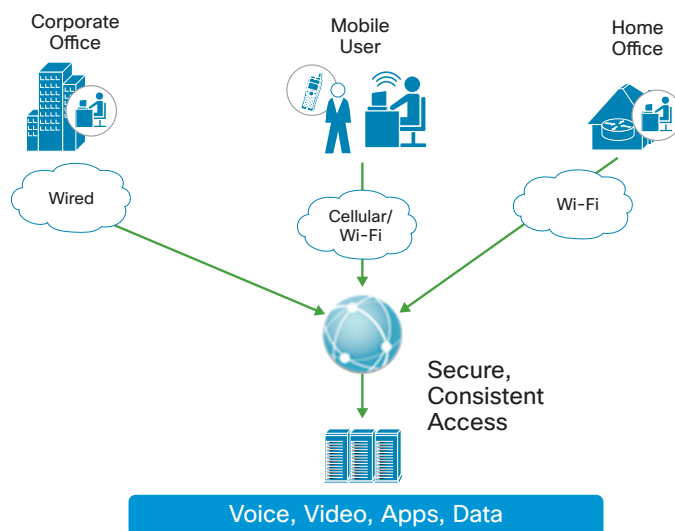 Corporate
Office
Mobile
User
Home
Office
Wired
Cellular/
Wi-Fi
Wi-Fi
Secure,
Consistent
Access
Voice, Video, Apps, Data